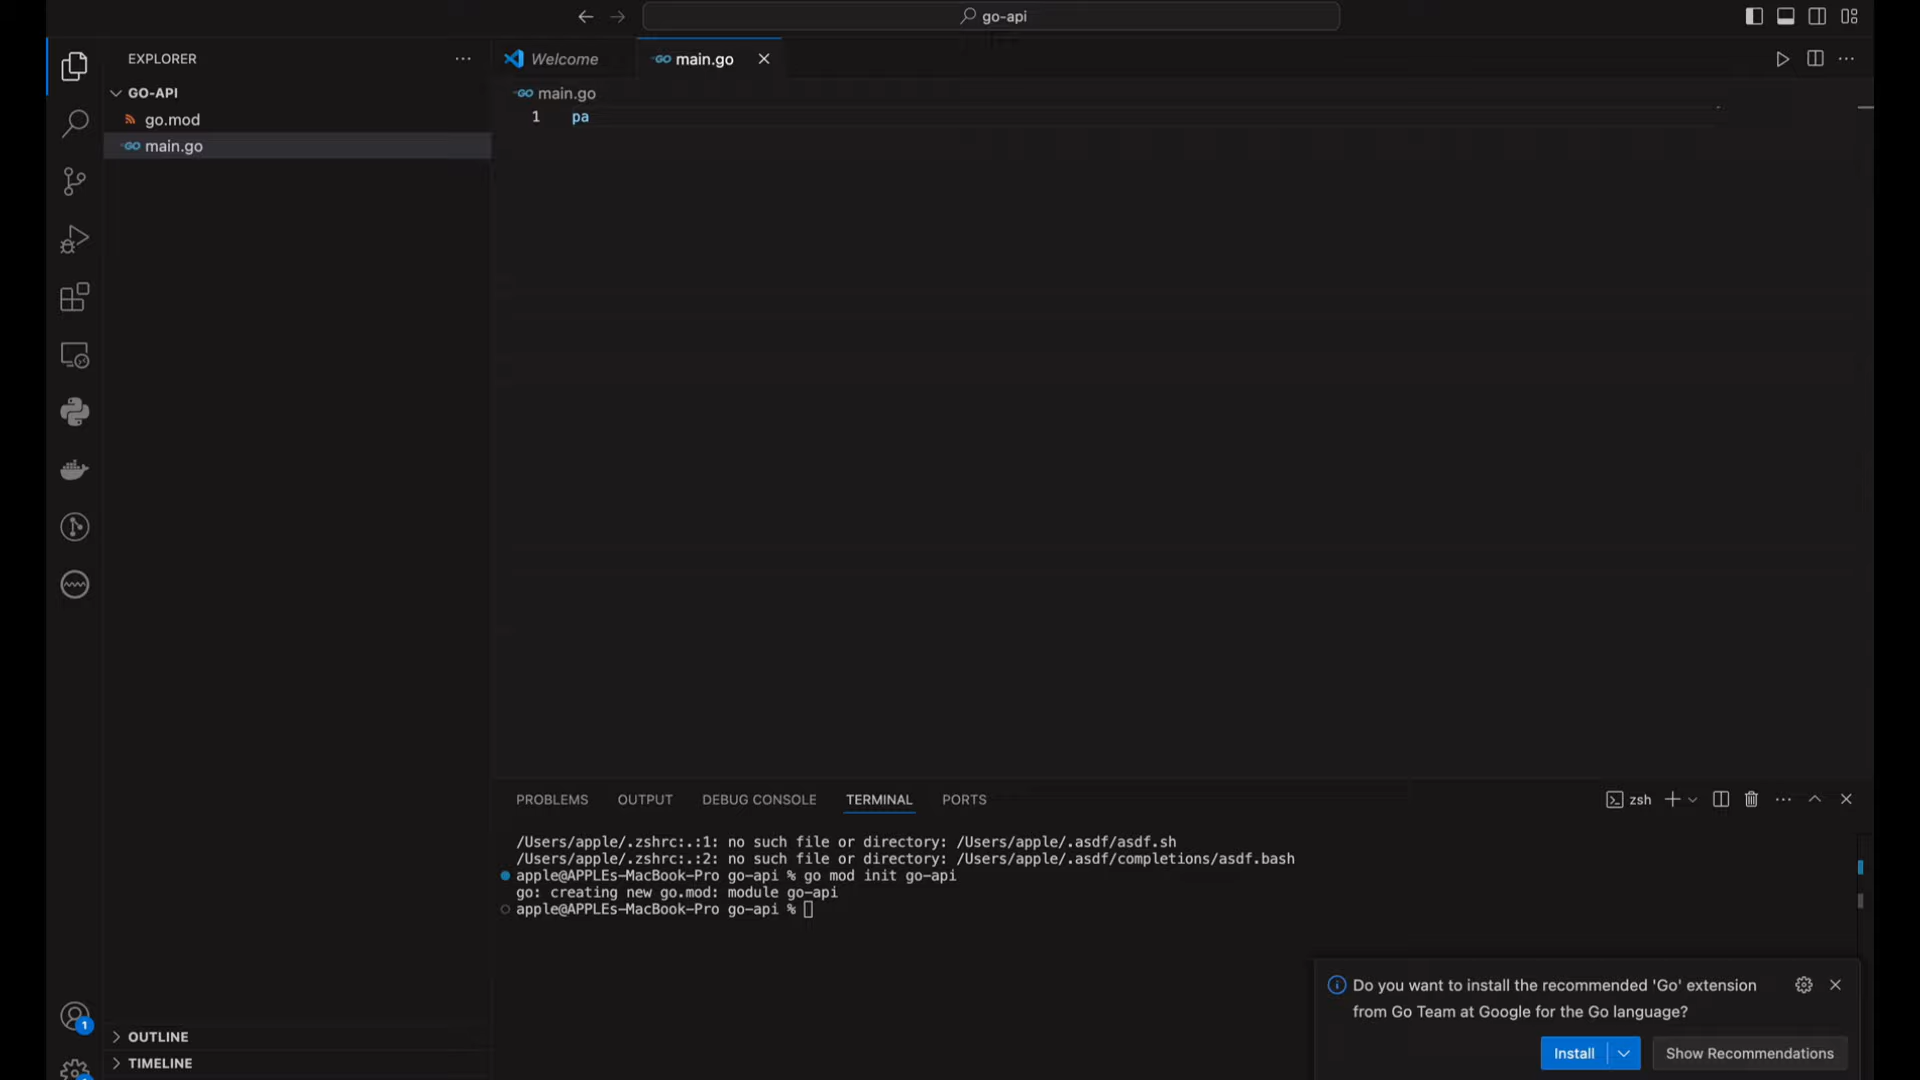 go-api
EXPLORER
GO-API
go.mod
GO main.go
OUTLINE
TIMELINE
1
Welcome
GO main.go
GO main.go
1 pa
PROBLEMS OUTPUT DEBUG CONSOLE TERMINAL PORTS
zsh
/Users/apple/.zshrc:.:1: no such file or directory: /Users/apple/.asdf/asdf.sh
/Users/apple/.zshrc:.:2: no such file or directory: /Users/apple/.asdf/completions/asdf.bash
apple@APPLEs-MacBook-Pro go-api % go mod init go-api
go: creating new go.mod: module go-api
apple@APPLEs-MacBook-Pro go-api %
Do you want to install the recommended 'Go' extension
from Go Team at Google for the Go language?
Install
Show Recommendations